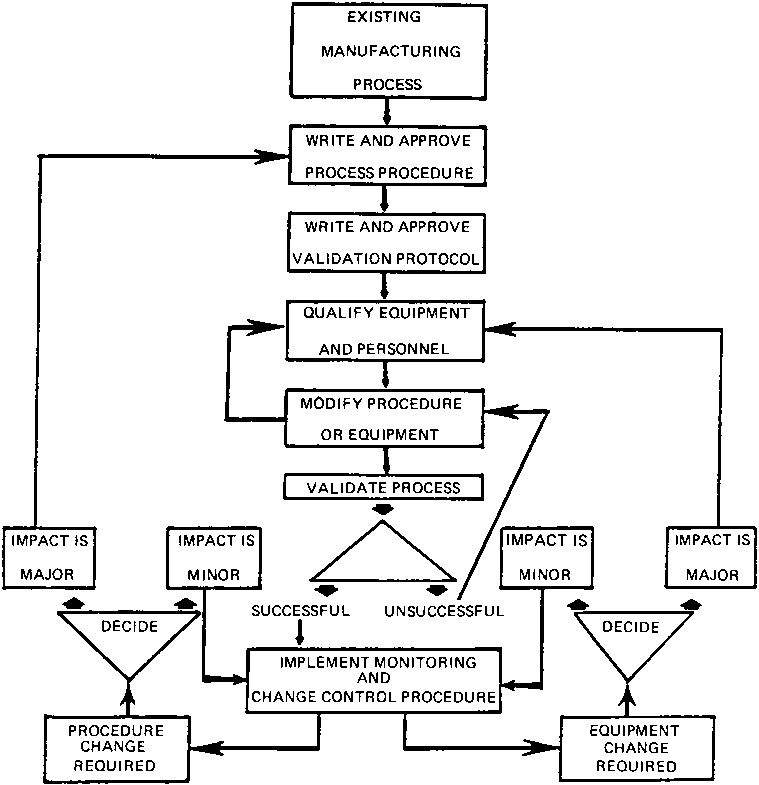 EXISTING
MANUFACTURING
PROCESS
WRITE AND APPROVE
PROCESS PROCEDURE
WRITE AND APPROVE
VALIDATION PROTOCOL
QUALIFY EQUIPMENT
AND PERSONNEL
MODIFY PROCEDURE
OR EQUIPMENT
VALIDATE PROCESS
IMPACT IS
MAJOR
IMPACT IS
MINOR
IMPACT IS
MINOR
IMPACT IS
MAJOR
SUCCESSFUL
UNSUCCESSFUL
DECIDE
DECIDE
IMPLEMENT MONITORING
AND
CHANGE CONTROL PROCEDURE
PROCEDURE
CHANGE
REQUIRED
EQUIPMENT
CHANGE
REQUIRED